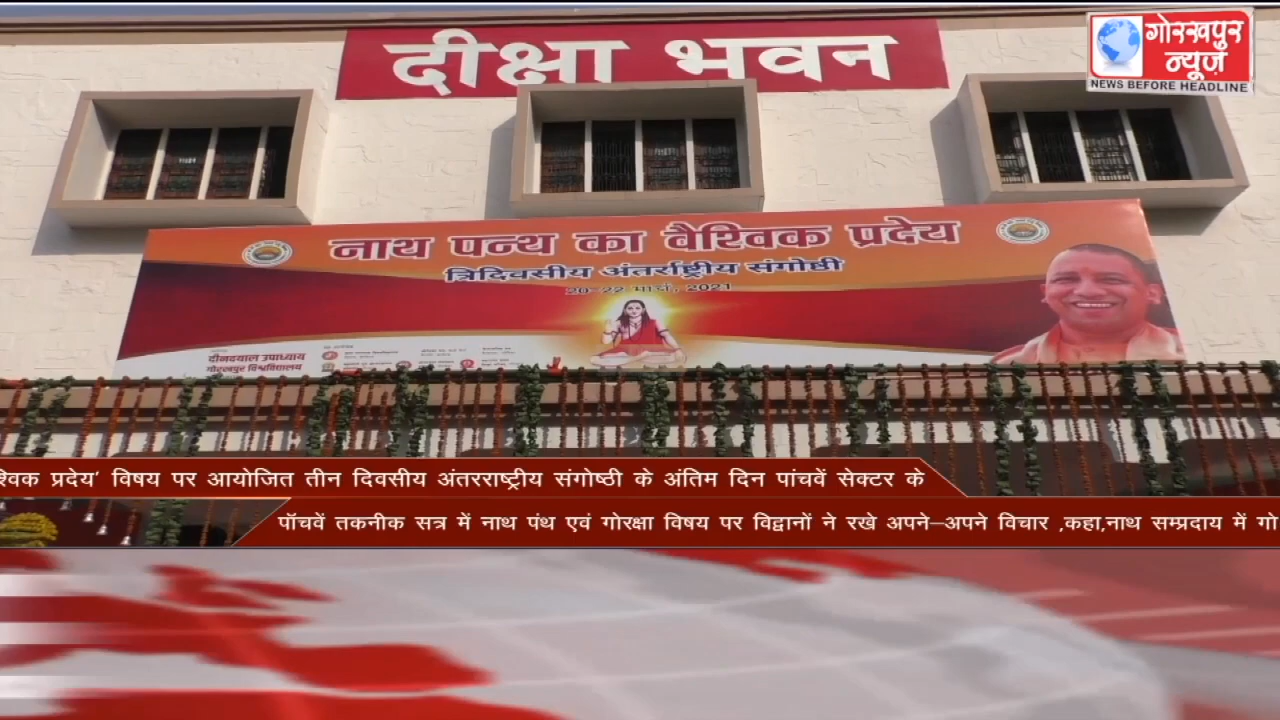 दीक्षा भवन
गोरखपुर
न्यूज़
NEWS BEFORE HEADLINE
नाथ पन्थ का वैश्विक प्रदेय
त्रिदिवसीय अंतर्राष्ट्रीय संगोष्ठी
20-22 मार्च, 2021
दीनदयाल उपाध्याय
गोरखपुर विश्वविद्यालय
श्विक प्रदेय' विषय पर आयोजित तीन दिवसीय अंतरराष्ट्रीय संगोष्ठी के अंतिम दिन पांचवें सेक्टर के
पॉचवें तकनीक सत्र में नाथ पंथ एवं गोरक्षा विषय पर विद्वानों ने रखे अपने–अपने विचार ,कहा,नाथ सम्प्रदाय में गो